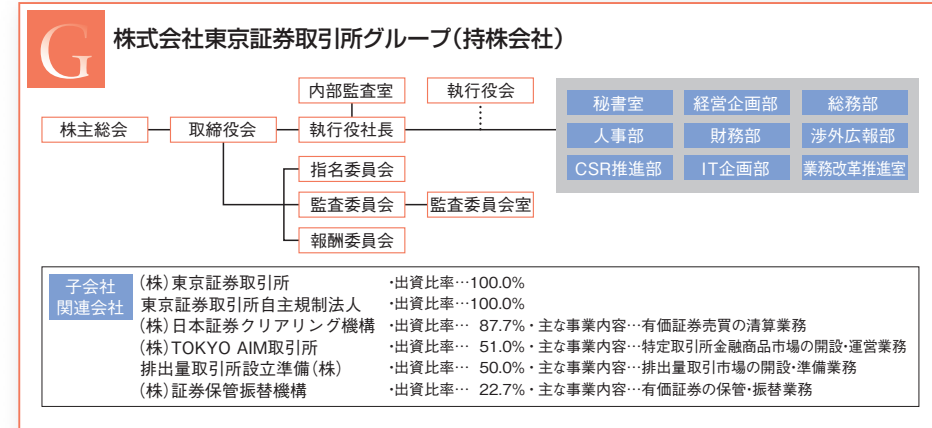 G
株式会社東京証券取引所グループ（持株会社）
内部監査室 執行役会
株主総会 取締役会 執行役社長
秘書室 経営企画部 総務部
人事部 財務部 渉外広報部
CSR推進部 IT企画部 業務改革推進室
指名委員会
監査委員会 監査委員会室
報酬委員会
子会社
関連会社
(株)東京証券取引所 ・出資比率…100.0%
東京証券取引所自主規制法人 ・出資比率…100.0%
(株)日本証券クリアリング機構 ・出資比率… 87.7%・主な事業内容…有価証券売買の清算業務
(株)TOKYO AIM取引所 ・出資比率… 51.0%・主な事業内容…特定取引所金融商品市場の開設・運営業務
排出量取引所設立準備(株) ・出資比率… 50.0%・主な事業内容…排出量取引市場の開設・準備業務
(株)証券保管振替機構 ・出資比率… 22.7%・主な事業内容…有価証券の保管・振替業務